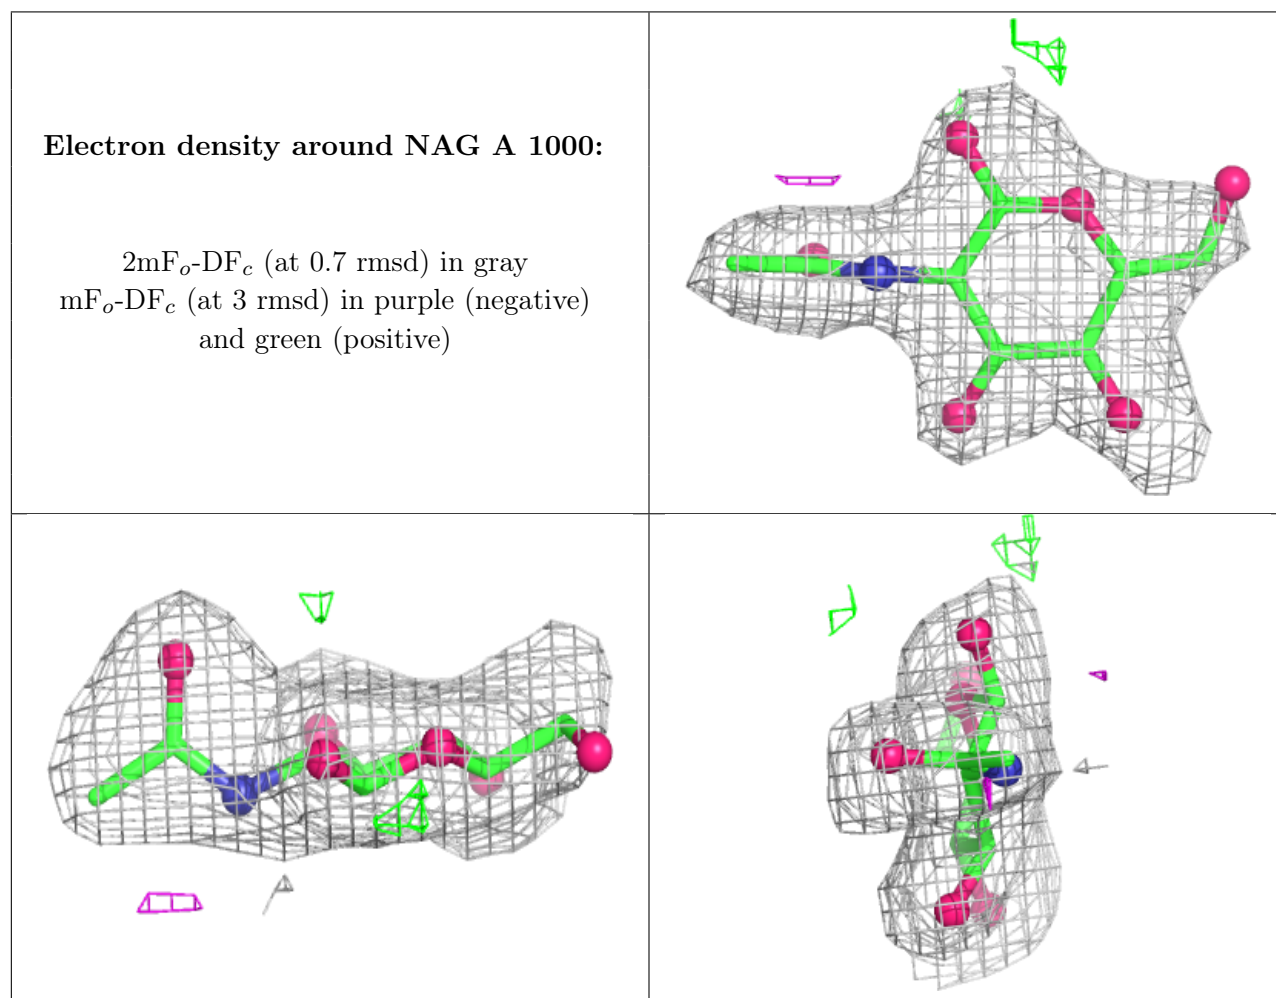 Electron density around NAG A 1000:
2mFo-DFc (at 0.7 rmsd) in gray
mFo-DFc (at 3 rmsd) in purple (negative)
and green (positive)